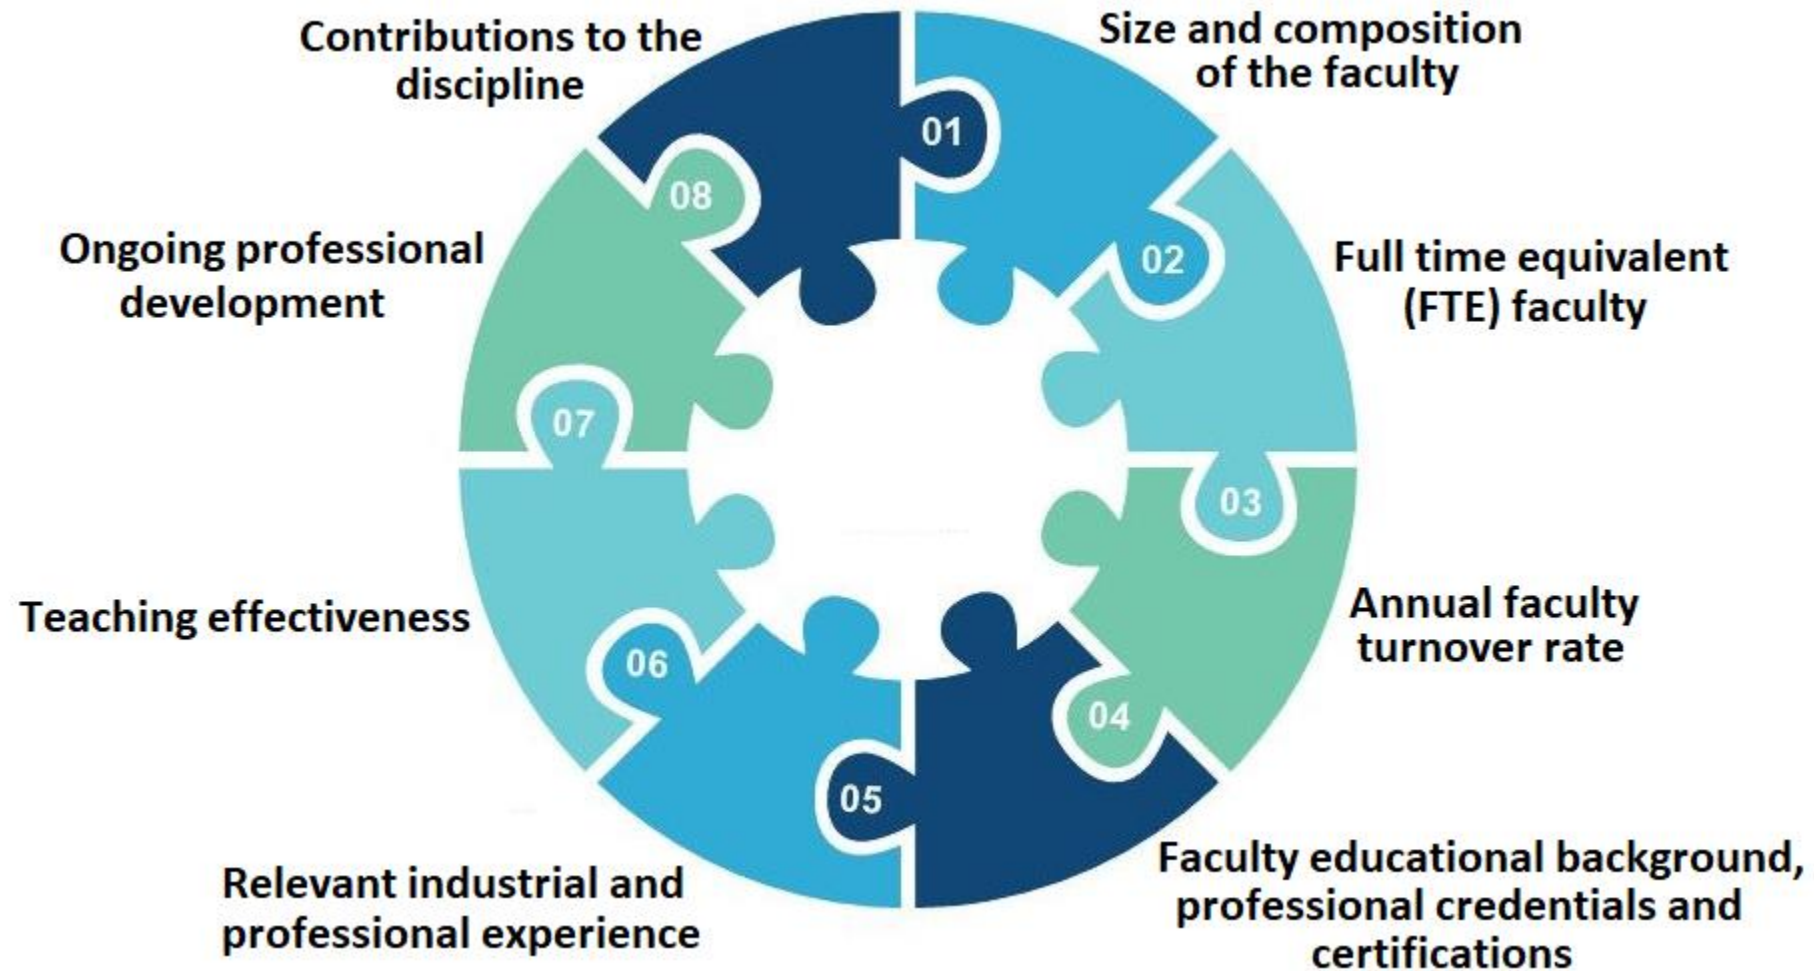 Contributions to the
discipline
Size and composition
of the faculty
01
08
02
Ongoing professional
development
Full time equivalent
(FTE) faculty
07
03
Teaching effectiveness
Annual faculty
turnover rate
06
04
05
Relevant industrial and
professional experience
Faculty educational background,
professional credentials and
certifications